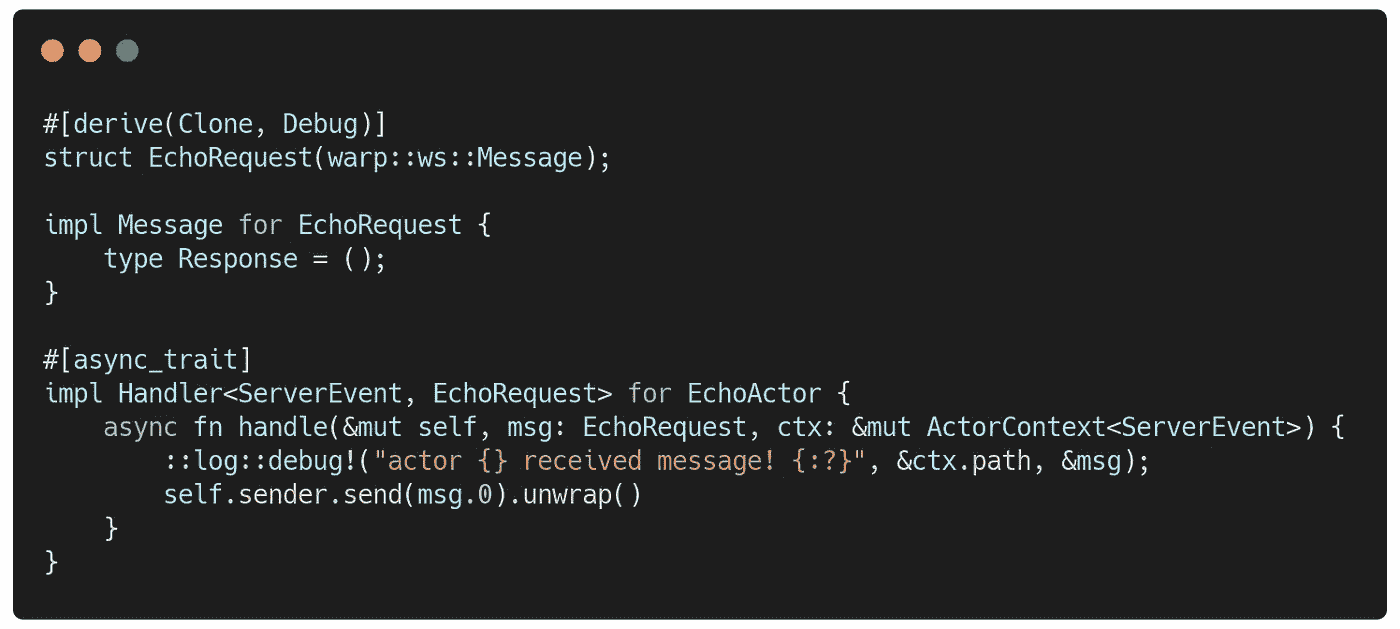 #[derive(Clone, Debug)]
struct EchoRequest(warp::ws::Message);
impl Message for EchoRequest {
    type Response = ();
}
#[async_trait]
impl Handler<ServerEvent, EchoRequest> for EchoActor {
    async fn handle(&mut self, msg: EchoRequest, ctx: &mut ActorContext<ServerEvent>) {
        ::log::debug!("actor {} received message! {:?}", &ctx.path, &msg);
        self.sender.send(msg.0).unwrap()
    }
}